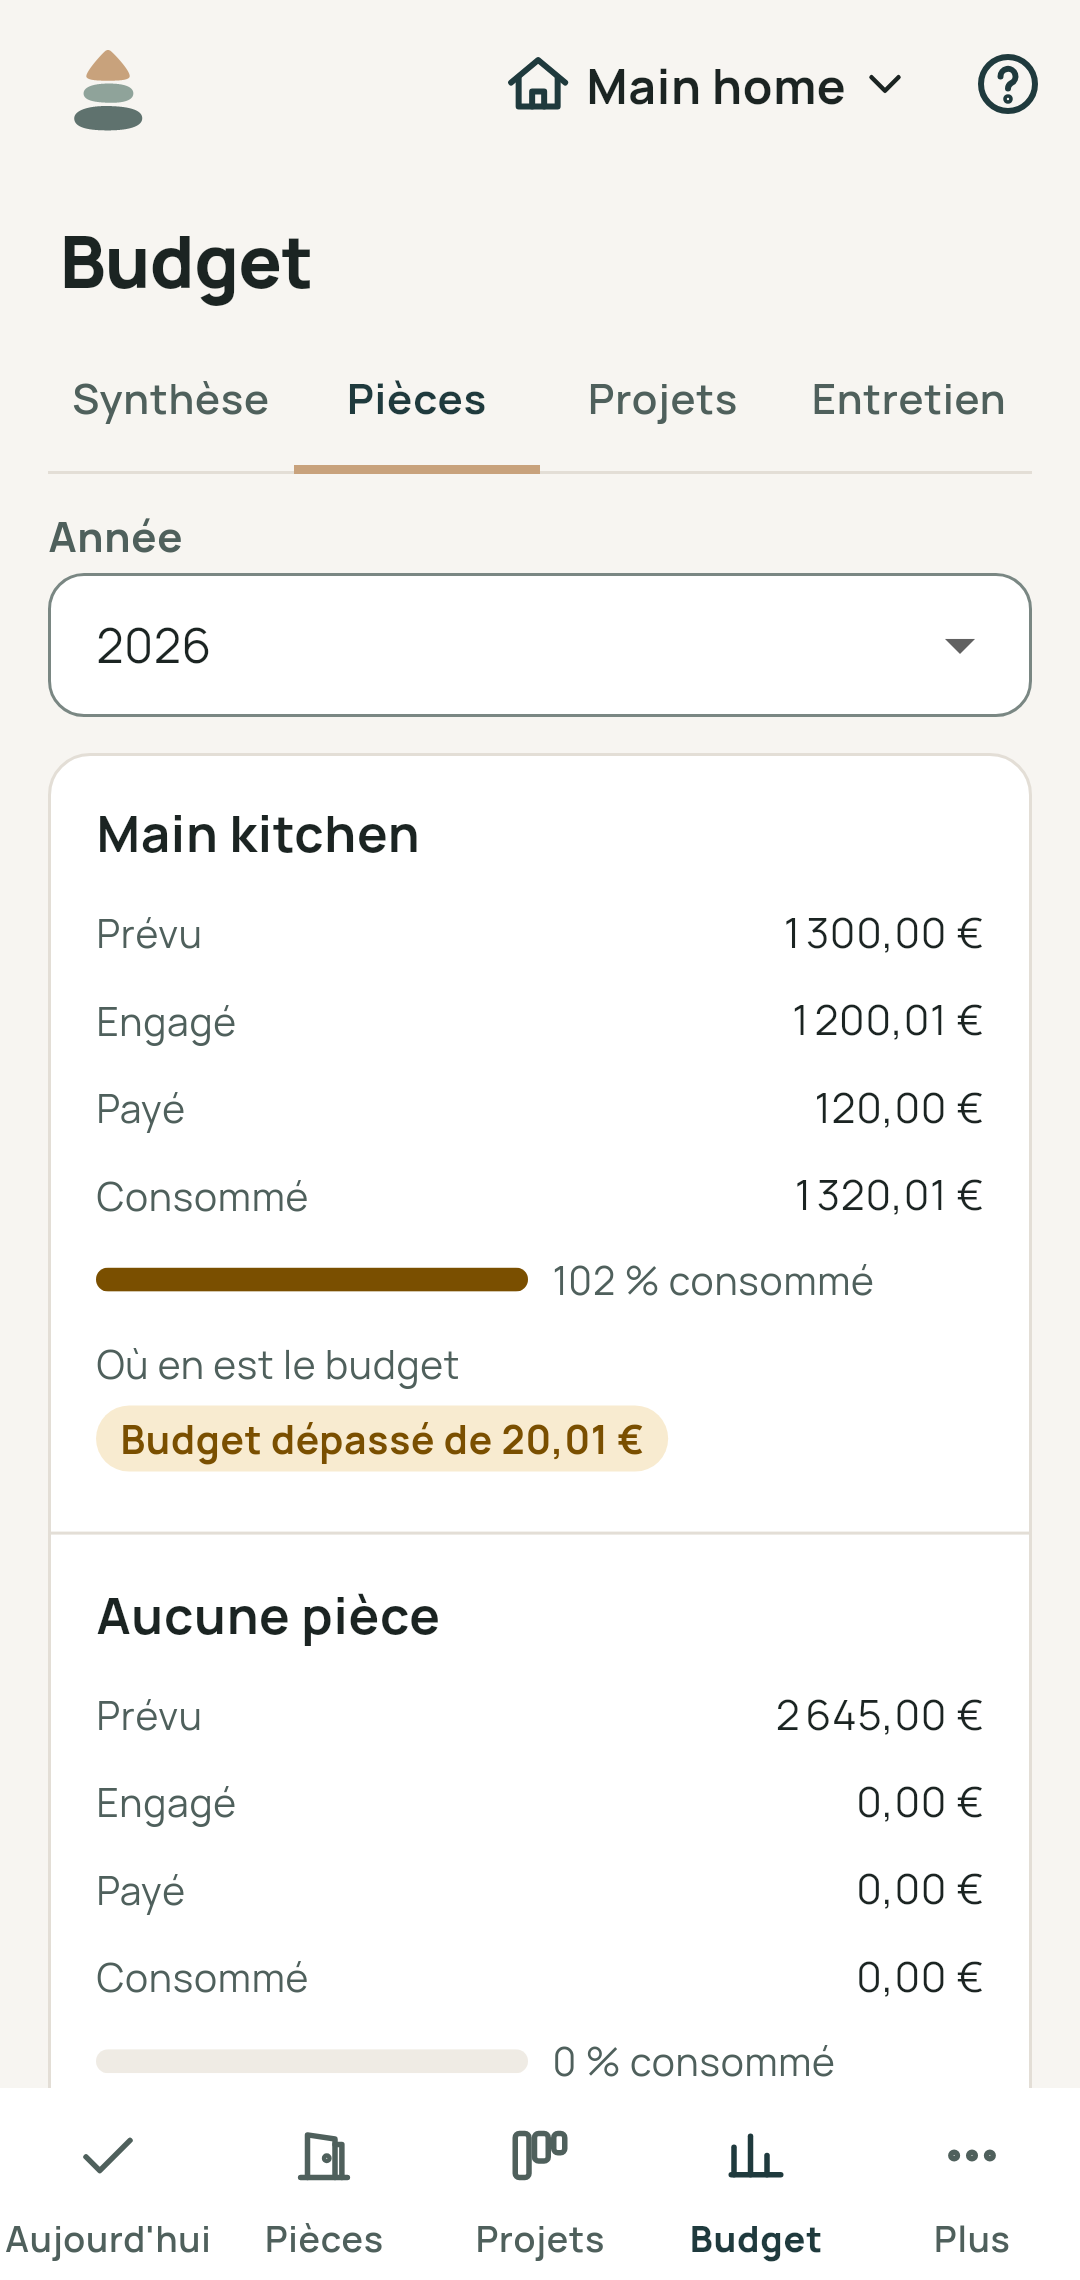 Main home
Budget
Synthèse Pièces Projets Entretien
Année
2026
Main kitchen
Prévu 1 300,00 €
Engagé 1 200,01 €
Payé 120,00 €
Consommé 1 320,01 €
102 % consommé
Où en est le budget
Budget dépassé de 20,01 €
Aucune pièce
Prévu 2 645,00 €
Engagé 0,00 €
Payé 0,00 €
Consommé 0,00 €
0 % consommé
Aujourd'hui Pièces Projets Budget Plus